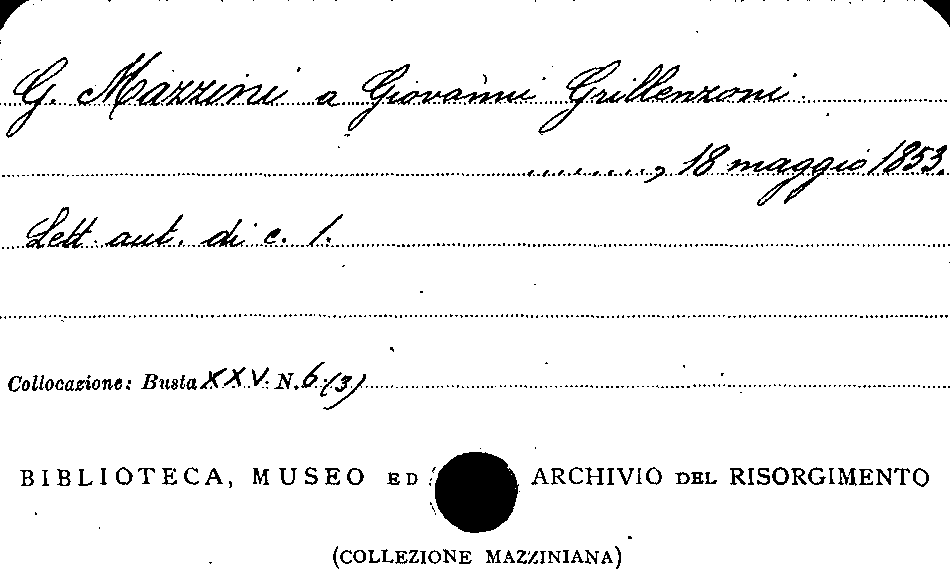 G. Mazzini a Giovanni Grillenzoni.
........., 18 maggio 1853.
Lett. aut. di c. 1.
Collocazione: Busta XXV. N. 6 (3)
BIBLIOTECA, MUSEO ED ARCHIVIO DEL RISORGIMENTO
(COLLEZIONE MAZZINIANA)